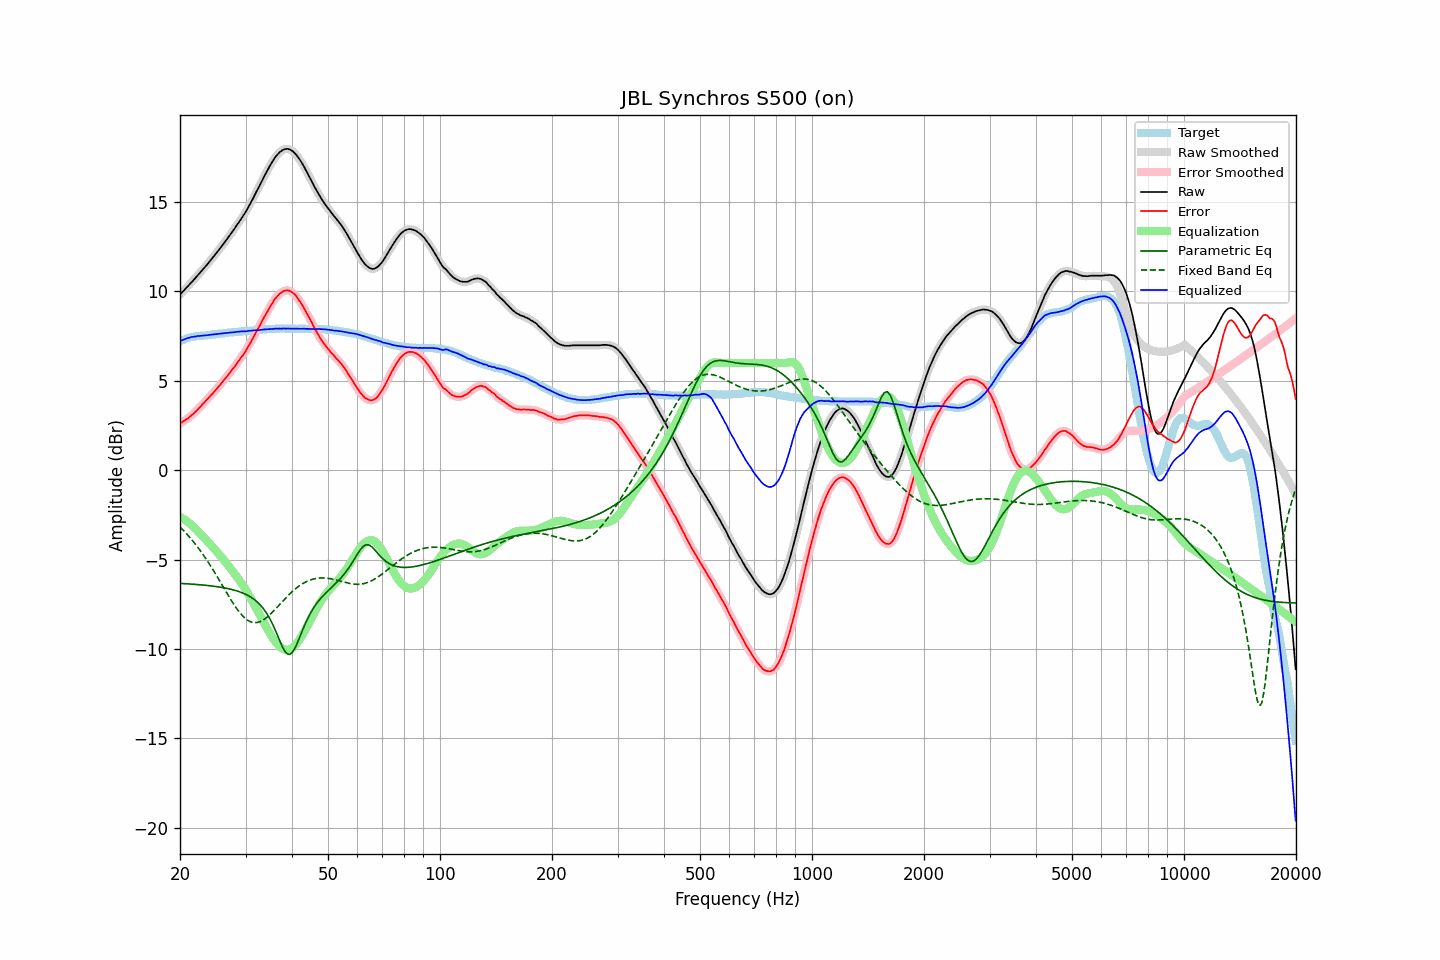 JBL Synchros S500 (on)
Target
Raw Smoothed
Error Smoothed
Raw
Error
Equalization
Parametric Eq
Fixed Band Eq
Equalized
15
10
5
0
−5
−10
−15
−20
Amplitude (dBr)
20 50 100 200 500 1000 2000 5000 10000 20000
Frequency (Hz)